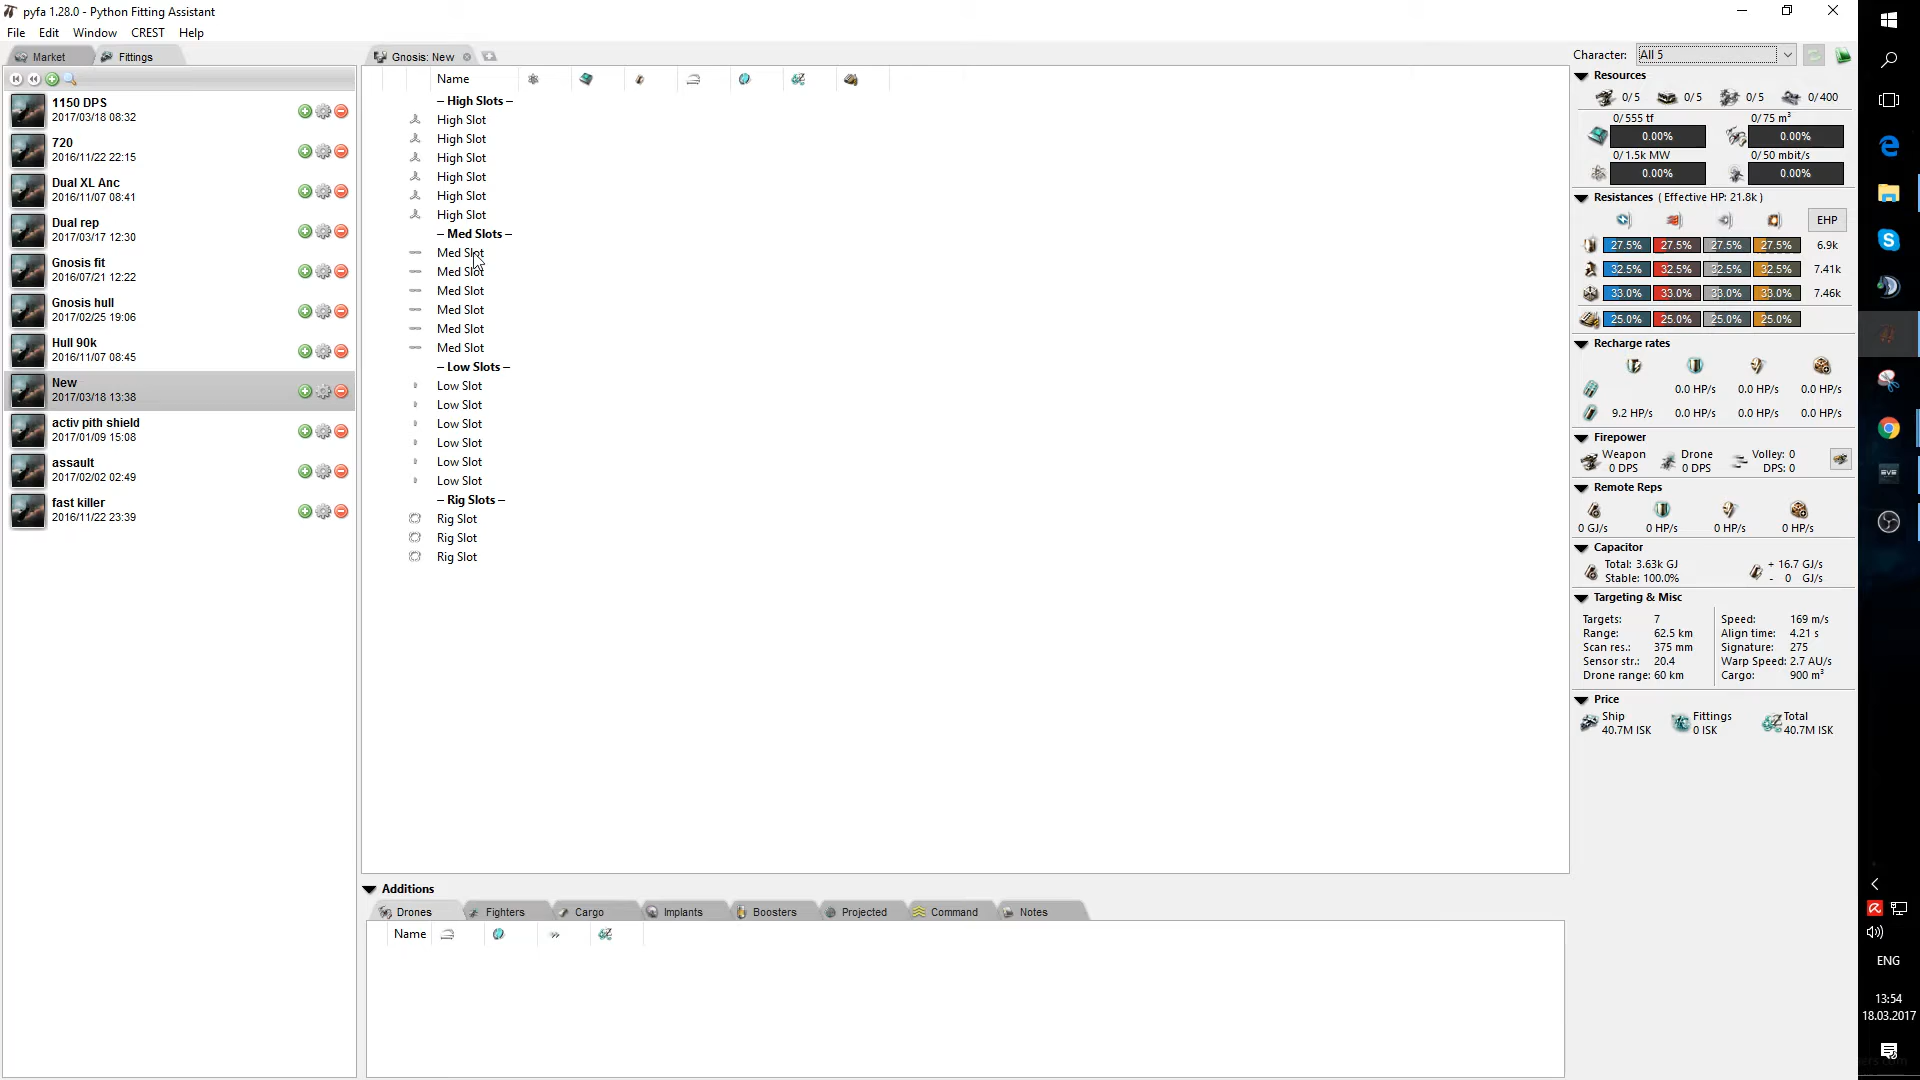 pyfa 1.28.0 - Python Fitting Assistant
File Edit Window CREST Help
Market Fittings
1150 DPS
2017/03/18 08:32
720
2016/11/22 22:15
Dual XL Anc
2016/11/07 08:41
Dual rep
2017/03/17 12:30
Gnosis fit
2016/07/21 12:22
Gnosis hull
2017/02/25 19:06
Hull 90k
2016/11/07 08:45
New
2017/03/18 13:38
activ pith shield
2017/01/09 15:08
assault
2017/02/02 02:49
fast killer
2016/11/22 23:39
Gnosis: New
Name
– High Slots –
High Slot
High Slot
High Slot
High Slot
High Slot
High Slot
– Med Slots –
Med Slot
Med Slot
Med Slot
Med Slot
Med Slot
Med Slot
– Low Slots –
Low Slot
Low Slot
Low Slot
Low Slot
Low Slot
Low Slot
– Rig Slots –
Rig Slot
Rig Slot
Rig Slot
Additions
Drones Fighters Cargo Implants Boosters Projected Command Notes
Name
Character: All 5
Resources
0/5 0/5 0/5 0/400
0/555 tf 0/75 m³
0.00% 0.00%
0/1.5k MW 0/50 mbit/s
0.00% 0.00%
Resistances ( Effective HP: 21.8k )
EHP
27.5% 27.5% 27.5% 27.5% 6.9k
32.5% 32.5% 32.5% 32.5% 7.41k
33.0% 33.0% 33.0% 33.0% 7.46k
25.0% 25.0% 25.0% 25.0%
Recharge rates
0.0 HP/s 0.0 HP/s 0.0 HP/s
9.2 HP/s 0.0 HP/s 0.0 HP/s 0.0 HP/s
Firepower
Weapon Drone Volley: 0
0 DPS 0 DPS DPS: 0
Remote Reps
0 GJ/s 0 HP/s 0 HP/s 0 HP/s
Capacitor
Total: 3.63k GJ + 16.7 GJ/s
Stable: 100.0% - 0 GJ/s
Targeting & Misc
Targets: 7 Speed: 169 m/s
Range: 62.5 km Align time: 4.21 s
Scan res.: 375 mm Signature: 275
Sensor str.: 20.4 Warp Speed: 2.7 AU/s
Drone range: 60 km Cargo: 900 m³
Price
Ship Fittings Total
40.7M ISK 0 ISK 40.7M ISK
EVE
ENG
13:54
18.03.2017